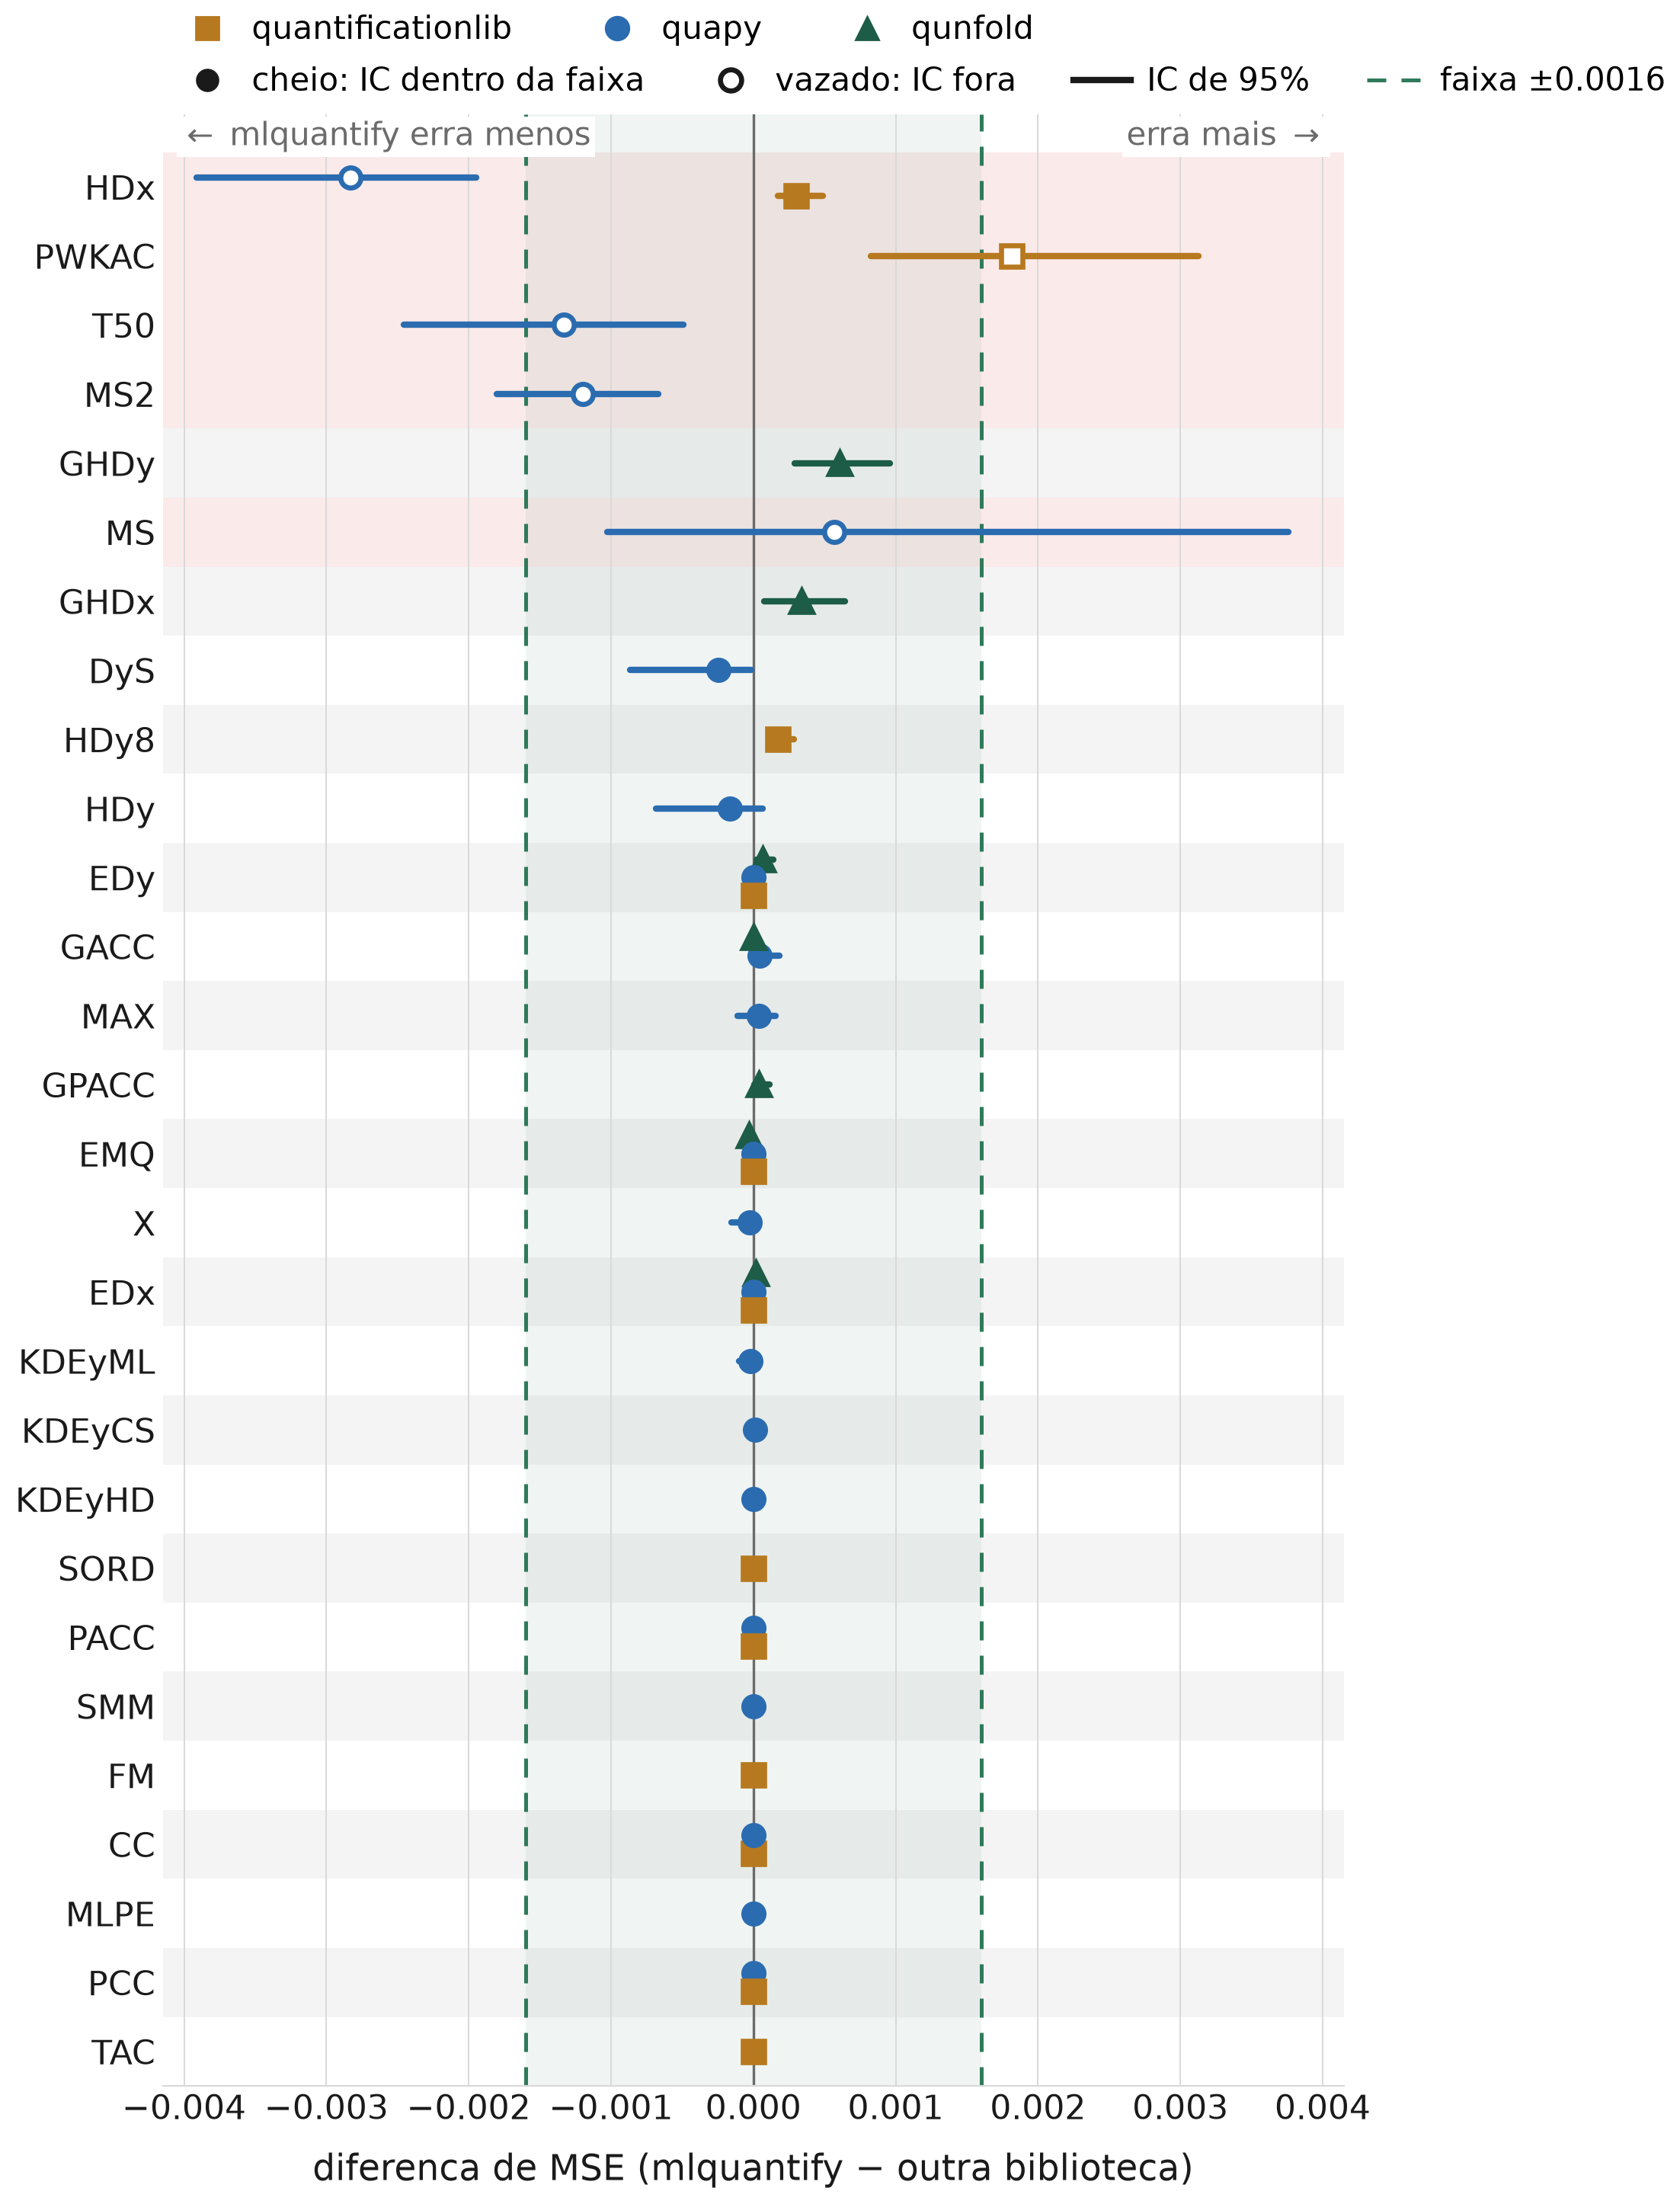 quantificationlib quapy qunfold
cheio: IC dentro da faixa vazado: IC fora IC de 95% faixa ±0.0016
← mlquantify erra menos erra mais →
HDx
PWKAC
T50
MS2
GHDy
MS
GHDx
DyS
HDy8
HDy
EDy
GACC
MAX
GPACC
EMQ
X
EDx
KDEyML
KDEyCS
KDEyHD
SORD
PACC
SMM
FM
CC
MLPE
PCC
TAC
−0.004 −0.003 −0.002 −0.001 0.000 0.001 0.002 0.003 0.004
diferenca de MSE (mlquantify − outra biblioteca)